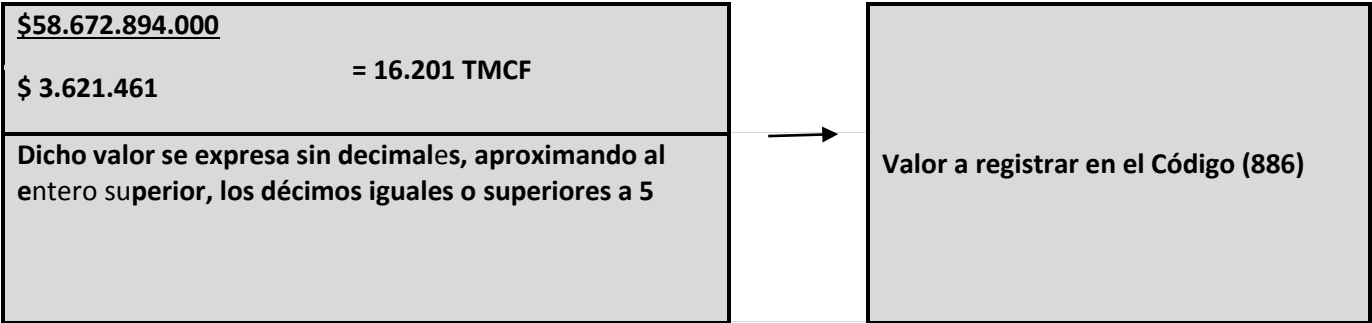 $58.672.894.000
= 16.201 TMCF
$ 3.621.461
Dicho valor se expresa sin decimales, aproximando al
entero superior, los décimos iguales o superiores a 5
Valor a registrar en el Código (886)